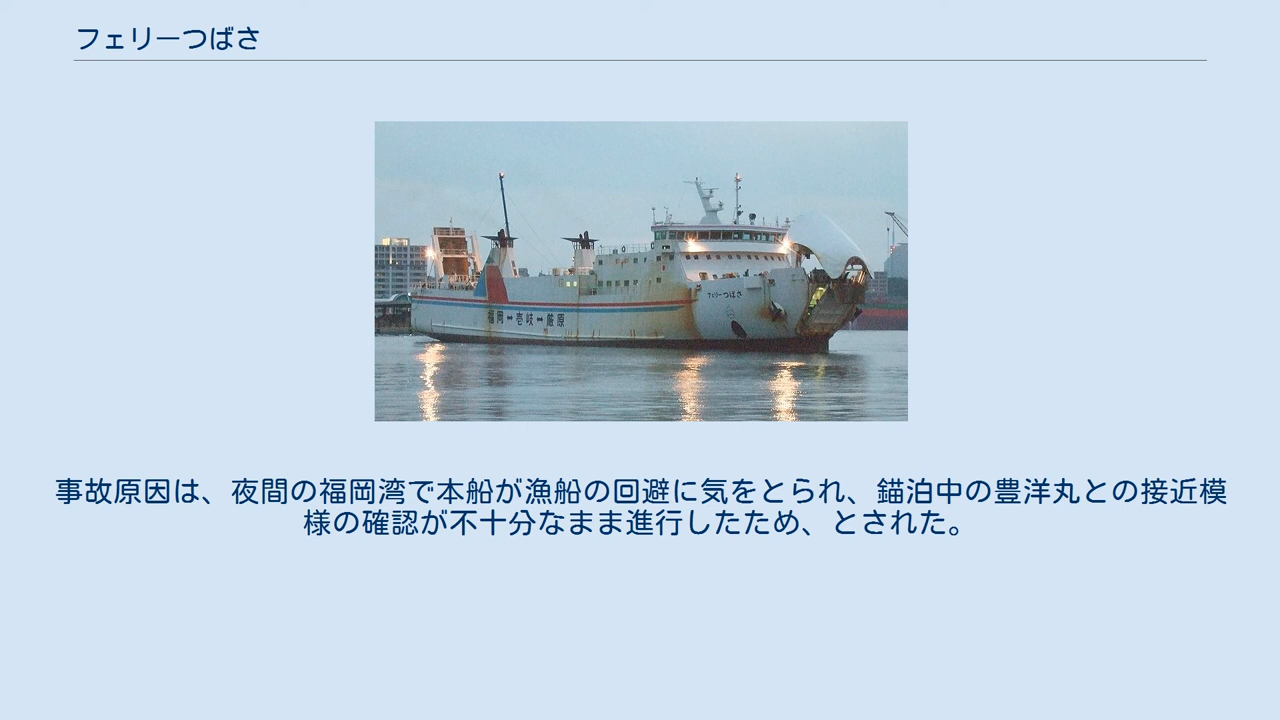 フェリーつばさ
フェリーつばさ
福岡↔壱岐↔厳原
事故原因は、夜間の福岡湾で本船が漁船の回避に気をとられ、錨泊中の豊洋丸との接近模
様の確認が不十分なまま進行したため、とされた。